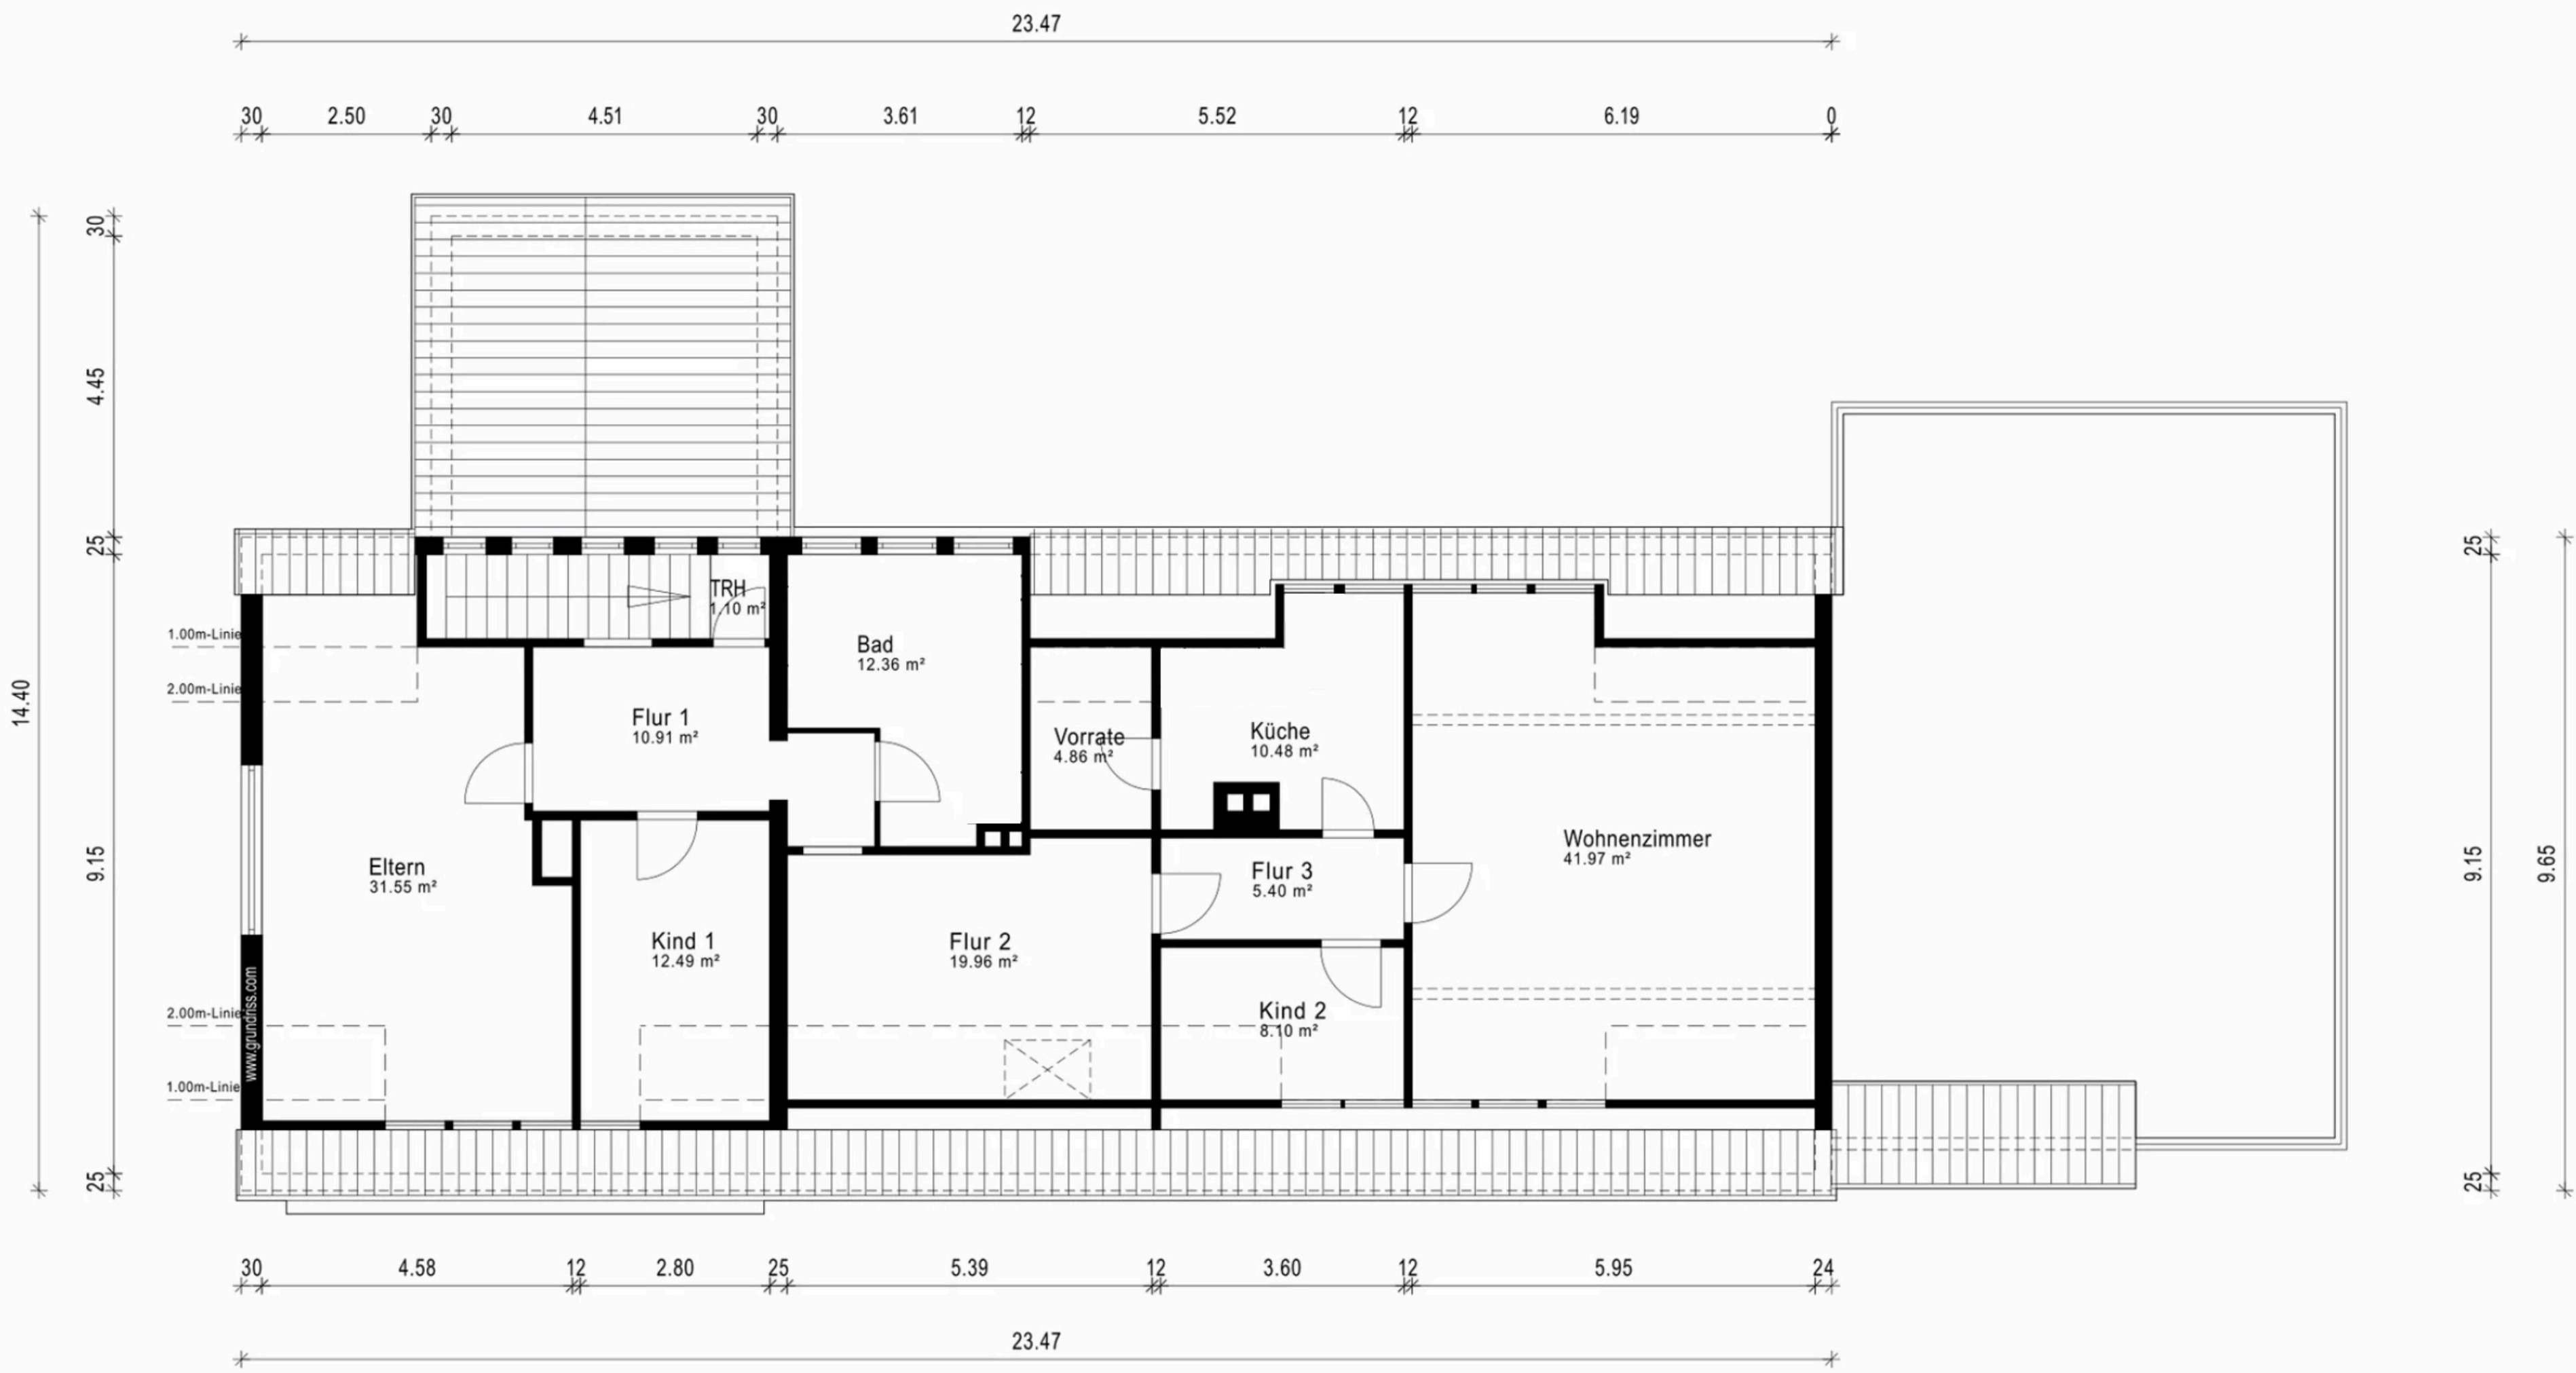 23.47
30 2.50 30 4.51 30 3.61 12 5.52 12 6.19 0
30
4.45
25
9.15
25
14.40
25
9.15
25
9.65
TRH
1.10 m²
1.00m-Linie
2.00m-Linie
Bad
12.36 m²
Flur 1
10.91 m²
Vorrate
4.86 m²
Küche
10.48 m²
Wohnenzimmer
41.97 m²
Eltern
31.55 m²
Flur 3
5.40 m²
Kind 1
12.49 m²
Flur 2
19.96 m²
Kind 2
8.10 m²
2.00m-Linie
1.00m-Linie
www.grundriss.com
30 4.58 12 2.80 25 5.39 12 3.60 12 5.95 24
23.47